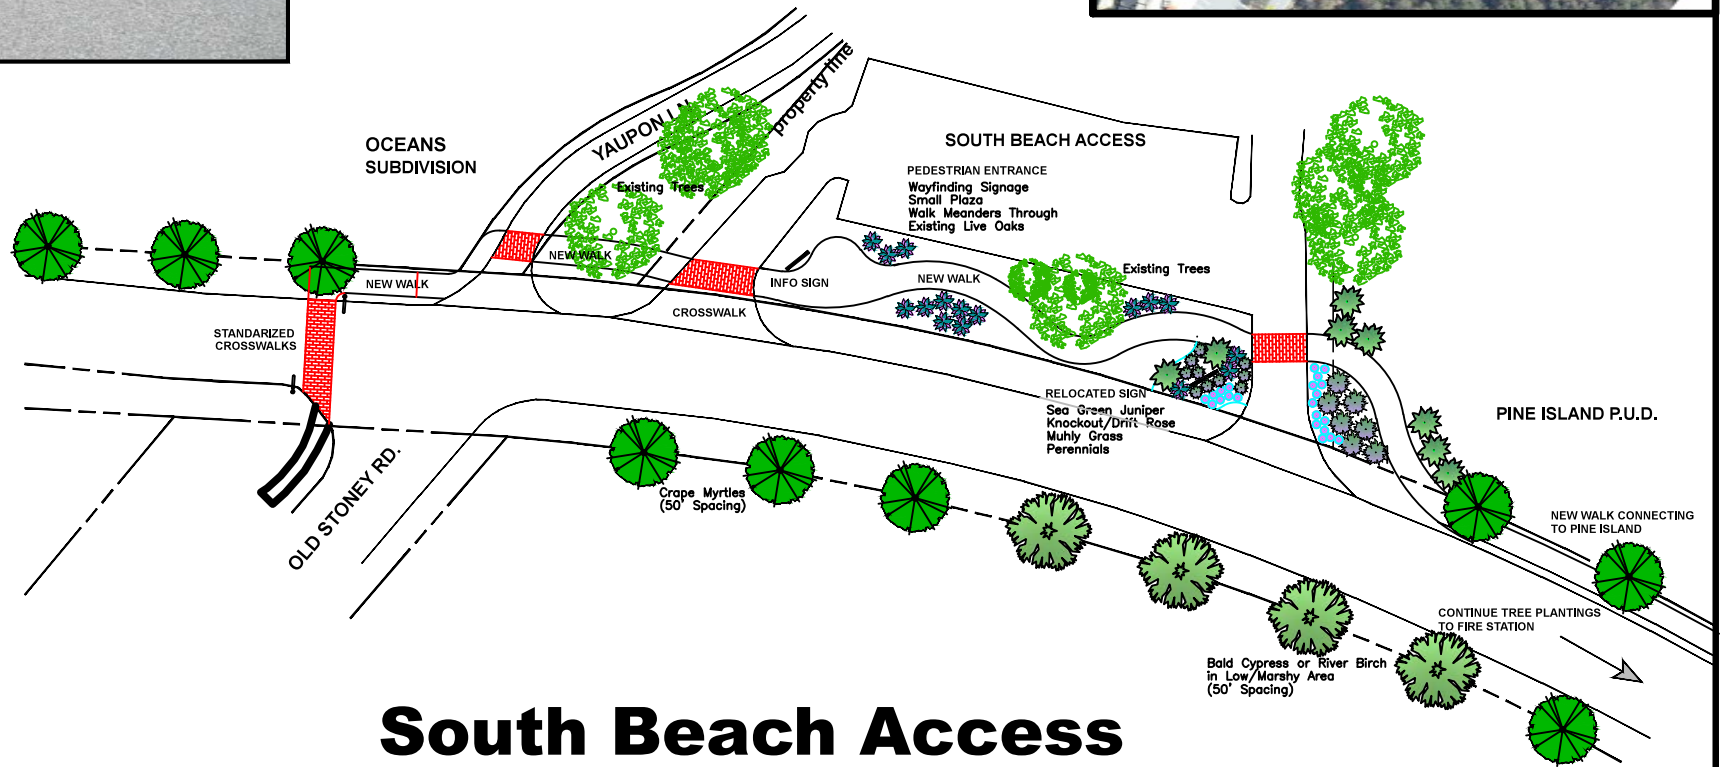 OCEANS
SUBDIVISION
YAUPON LN
property line
SOUTH BEACH ACCESS
PEDESTRIAN ENTRANCE
Wayfinding Signage
Small Plaza
Walk Meanders Through
Existing Live Oaks
Existing Trees
NEW WALK
NEW WALK
INFO SIGN
NEW WALK
Existing Trees
CROSSWALK
STANDARIZED
CROSSWALKS
RELOCATED SIGN
Sea Green Juniper
Knockout/Drift Rose
Muhly Grass
Perennials
PINE ISLAND P.U.D.
OLD STONEY RD.
Crape Myrtles
(50' Spacing)
NEW WALK CONNECTING
TO PINE ISLAND
CONTINUE TREE PLANTINGS
TO FIRE STATION
Bald Cypress or River Birch
in Low/Marshy Area
(50' Spacing)
South Beach Access